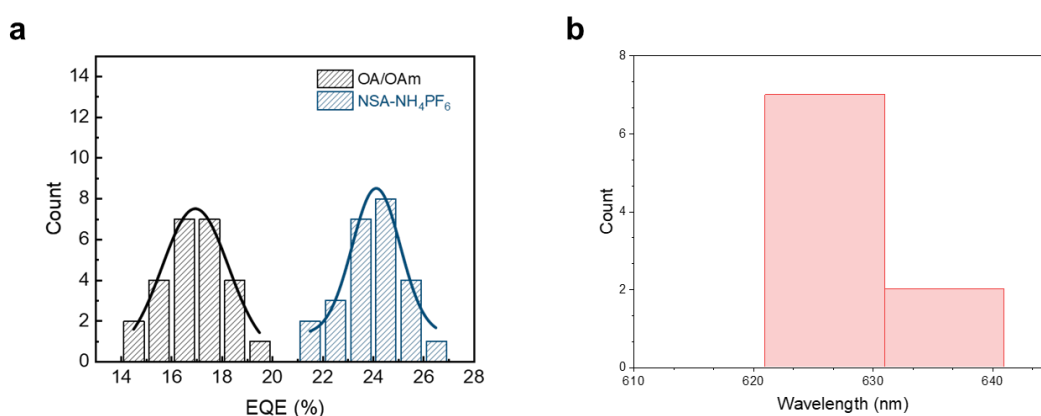 a
14
12
10
8
6
4
2
0
Count
14 16 18 20 22 24 26 28
EQE (%)
OA/OAm
NSA-NH₄PF₆
b
8
6
4
2
0
Count
610 620 630 640
Wavelength (nm)